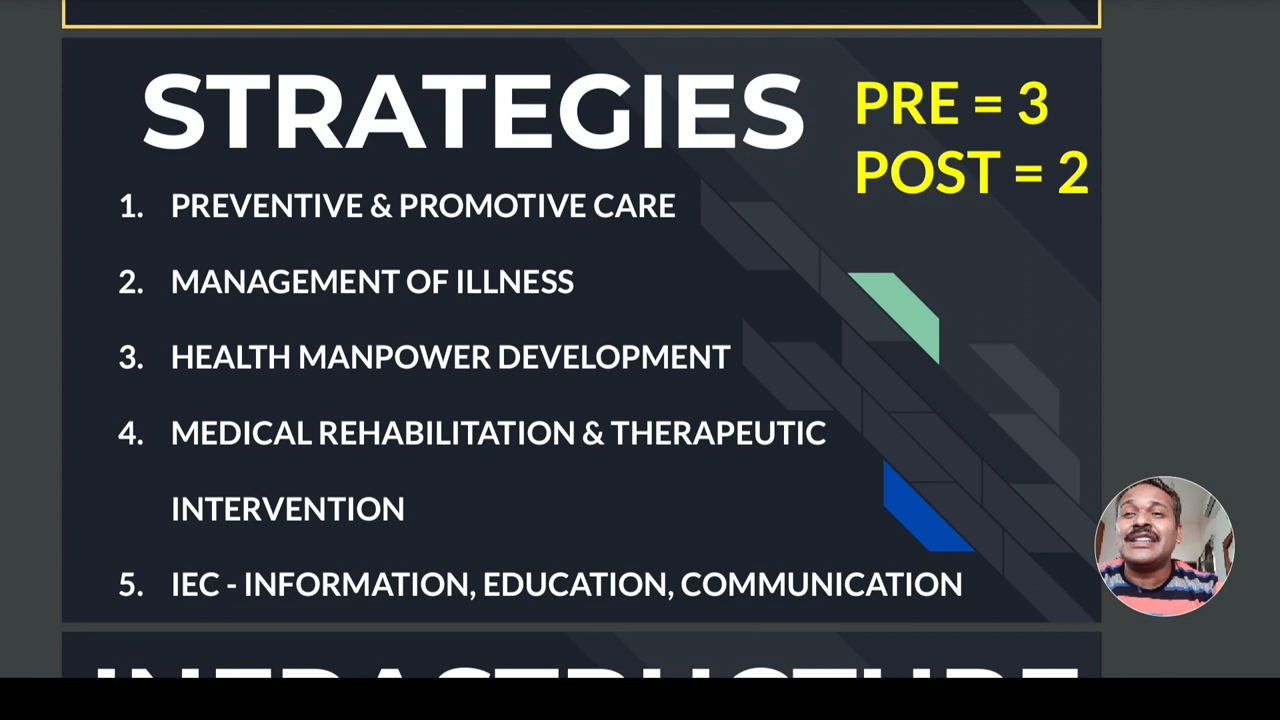 STRATEGIES
PRE = 3
POST = 2
1. PREVENTIVE & PROMOTIVE CARE
2. MANAGEMENT OF ILLNESS
3. HEALTH MANPOWER DEVELOPMENT
4. MEDICAL REHABILITATION & THERAPEUTIC
INTERVENTION
5. IEC - INFORMATION, EDUCATION, COMMUNICATION
INFRASTRUCTURE